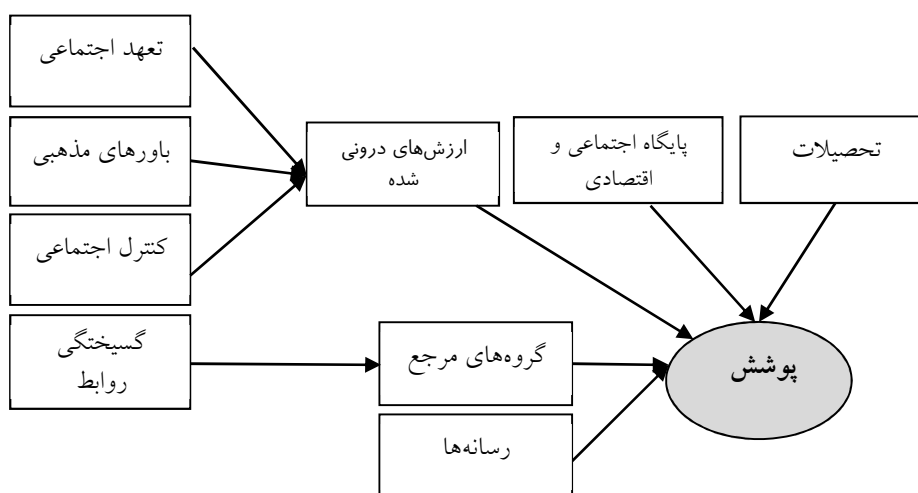 تعهد اجتماعی
باورهای مذهبی
ارزش‌های درونی
شده
پایگاه اجتماعی و
اقتصادی
تحصیلات
کنترل اجتماعی
گسیختگی
روابط
گروه‌های مرجع
پوشش
رسانه‌ها